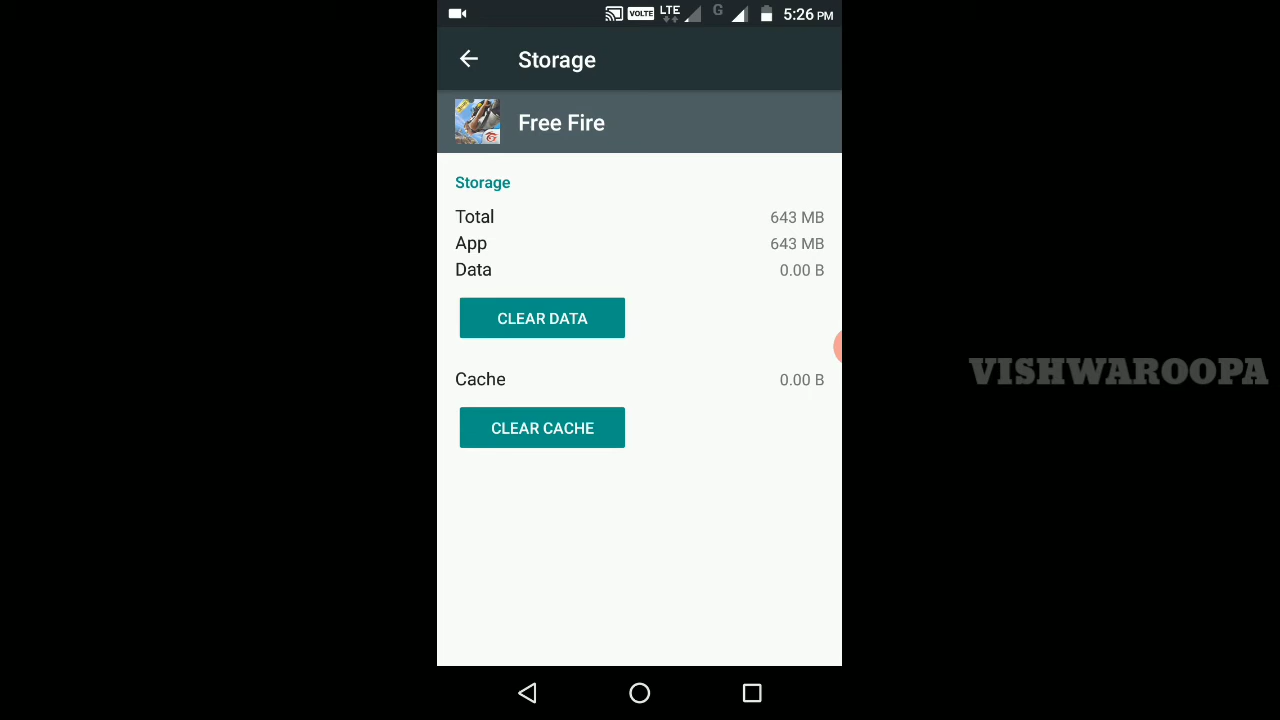 VOLTE LTE G 5:26 PM
Storage
Free Fire
Storage
Total 643 MB
App 643 MB
Data 0.00 B
CLEAR DATA
Cache 0.00 B
CLEAR CACHE
VISHWAROOPA